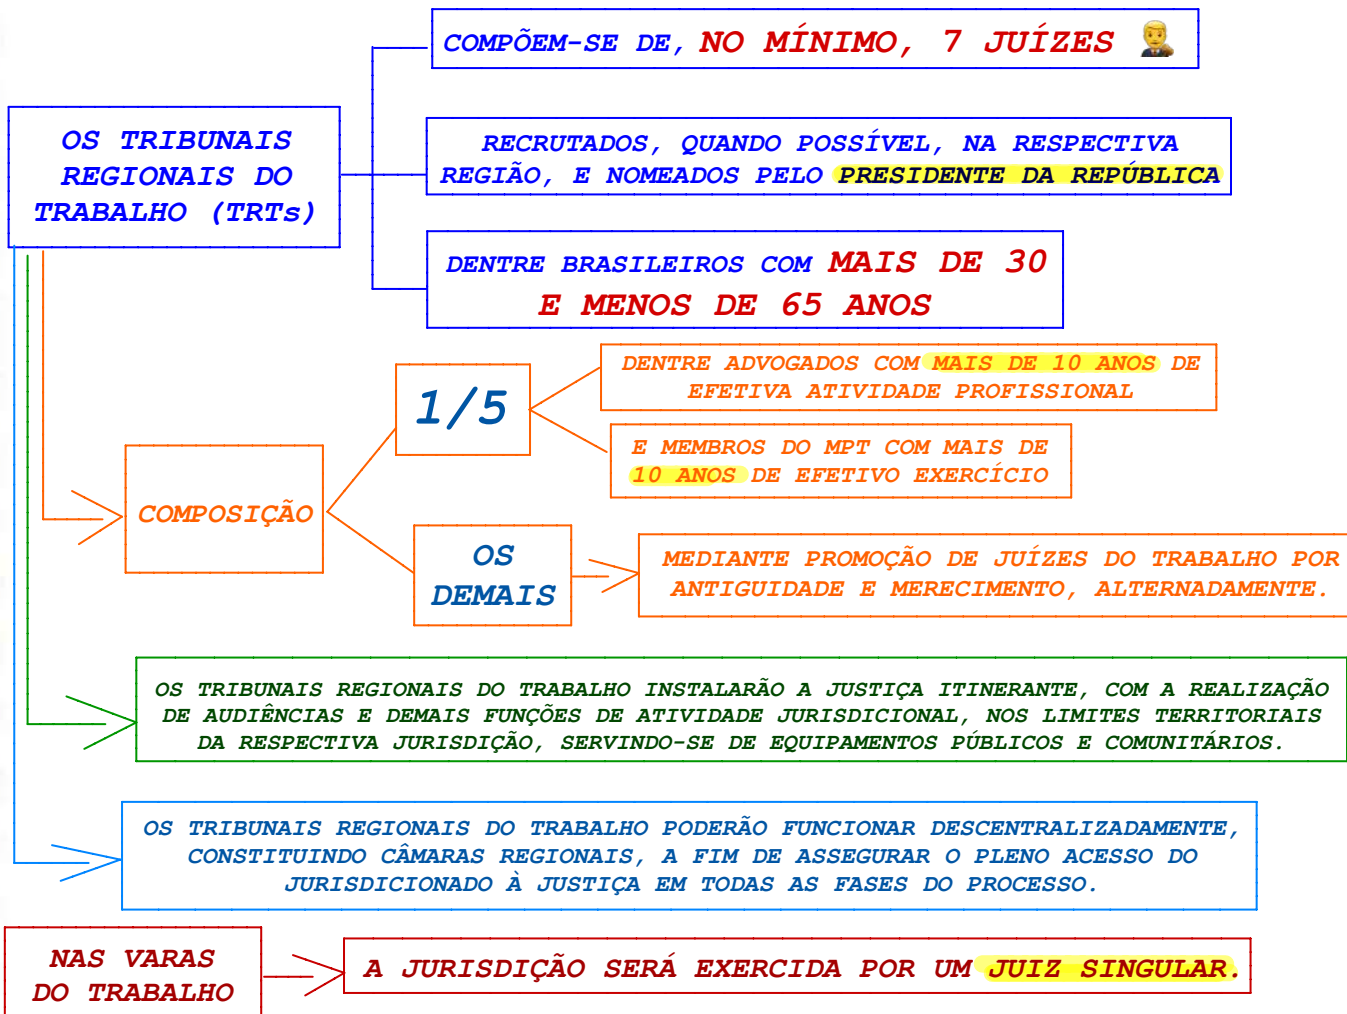 COMPÕEM-SE DE, NO MÍNIMO, 7 JUÍZES
OS TRIBUNAIS
REGIONAIS DO
TRABALHO (TRTs)
RECRUTADOS, QUANDO POSSÍVEL, NA RESPECTIVA
REGIÃO, E NOMEADOS PELO PRESIDENTE DA REPÚBLICA
DENTRE BRASILEIROS COM MAIS DE 30
E MENOS DE 65 ANOS
COMPOSIÇÃO
1/5
DENTRE ADVOGADOS COM MAIS DE 10 ANOS DE
EFETIVA ATIVIDADE PROFISSIONAL
E MEMBROS DO MPT COM MAIS DE
10 ANOS DE EFETIVO EXERCÍCIO
OS
DEMAIS
MEDIANTE PROMOÇÃO DE JUÍZES DO TRABALHO POR
ANTIGUIDADE E MERECIMENTO, ALTERNADAMENTE.
OS TRIBUNAIS REGIONAIS DO TRABALHO INSTALARÃO A JUSTIÇA ITINERANTE, COM A REALIZAÇÃO
DE AUDIÊNCIAS E DEMAIS FUNÇÕES DE ATIVIDADE JURISDICIONAL, NOS LIMITES TERRITORIAIS
DA RESPECTIVA JURISDIÇÃO, SERVINDO-SE DE EQUIPAMENTOS PÚBLICOS E COMUNITÁRIOS.
OS TRIBUNAIS REGIONAIS DO TRABALHO PODERÃO FUNCIONAR DESCENTRALIZADAMENTE,
CONSTITUINDO CÂMARAS REGIONAIS, A FIM DE ASSEGURAR O PLENO ACESSO DO
JURISDICIONADO À JUSTIÇA EM TODAS AS FASES DO PROCESSO.
NAS VARAS
DO TRABALHO
A JURISDIÇÃO SERÁ EXERCIDA POR UM JUIZ SINGULAR.